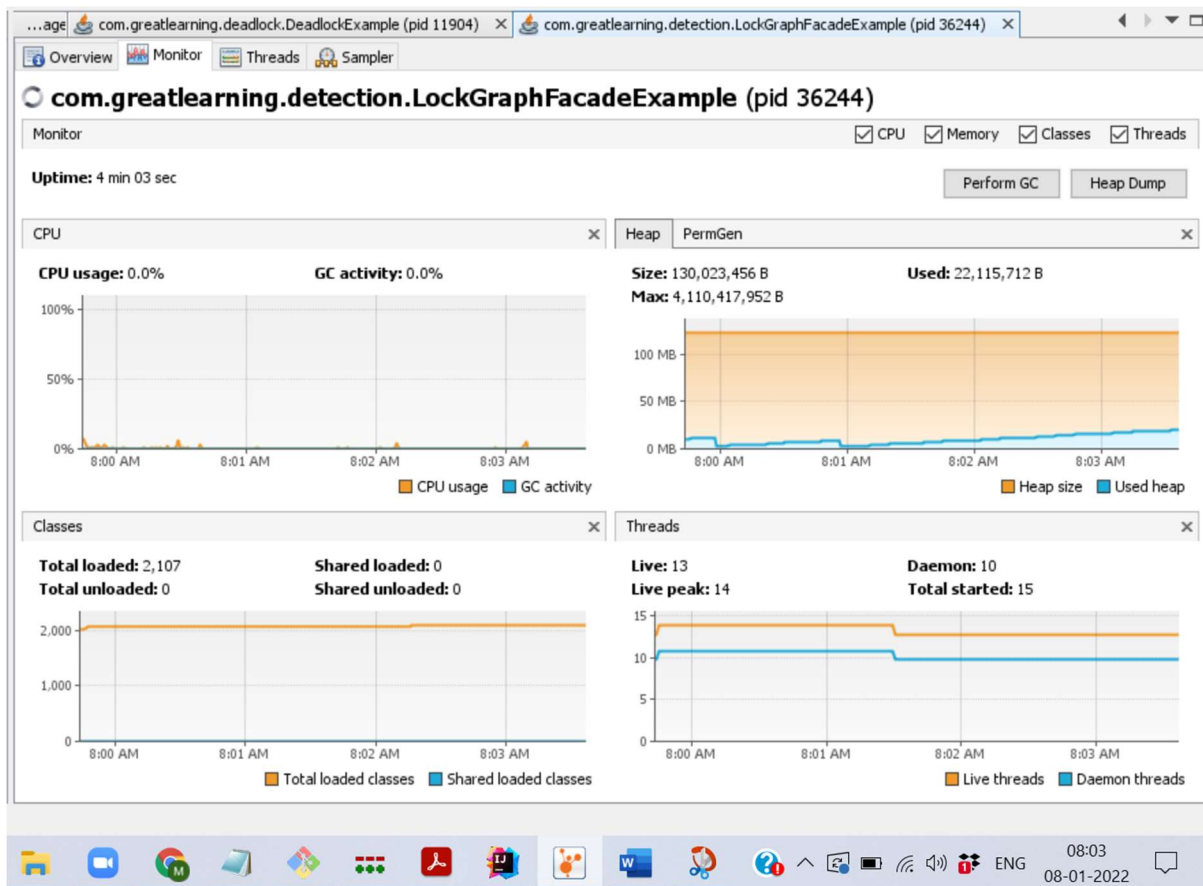 ...age com.greatlearning.deadlock.DeadlockExample (pid 11904) com.greatlearning.detection.LockGraphFacadeExample (pid 36244)
Overview Monitor Threads Sampler
com.greatlearning.detection.LockGraphFacadeExample (pid 36244)
Monitor CPU Memory Classes Threads
Uptime: 4 min 03 sec
Perform GC Heap Dump
CPU
CPU usage: 0.0% GC activity: 0.0%
100%
50%
0%
8:00 AM 8:01 AM 8:02 AM 8:03 AM
CPU usage GC activity
Heap PermGen
Size: 130,023,456 B Used: 22,115,712 B
Max: 4,110,417,952 B
100 MB
50 MB
0 MB
8:00 AM 8:01 AM 8:02 AM 8:03 AM
Heap size Used heap
Classes
Total loaded: 2,107 Shared loaded: 0
Total unloaded: 0 Shared unloaded: 0
2,000
1,000
0
8:00 AM 8:01 AM 8:02 AM 8:03 AM
Total loaded classes Shared loaded classes
Threads
Live: 13 Daemon: 10
Live peak: 14 Total started: 15
15
10
5
0
8:00 AM 8:01 AM 8:02 AM 8:03 AM
Live threads Daemon threads
M IJ W ? ENG 08:03
08-01-2022